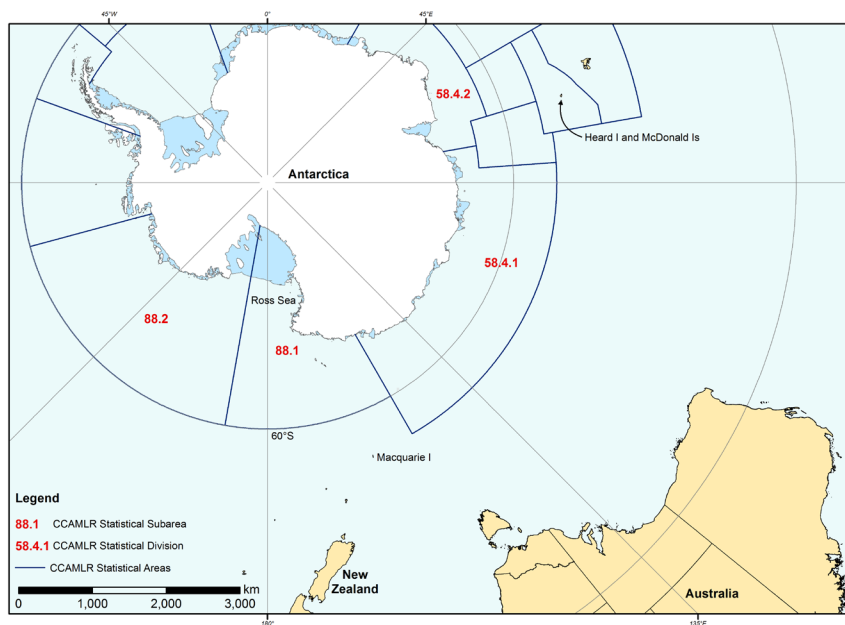 45°W
0°
45°E
58.4.2
Heard I and McDonald Is
Antarctica
58.4.1
Ross Sea
88.2
88.1
60°S
Macquarie I
Legend
88.1 CCAMLR Statistical Subarea
58.4.1 CCAMLR Statistical Division
CCAMLR Statistical Areas
km
0 1,000 2,000 3,000
New
Zealand
Australia
180°
135°E